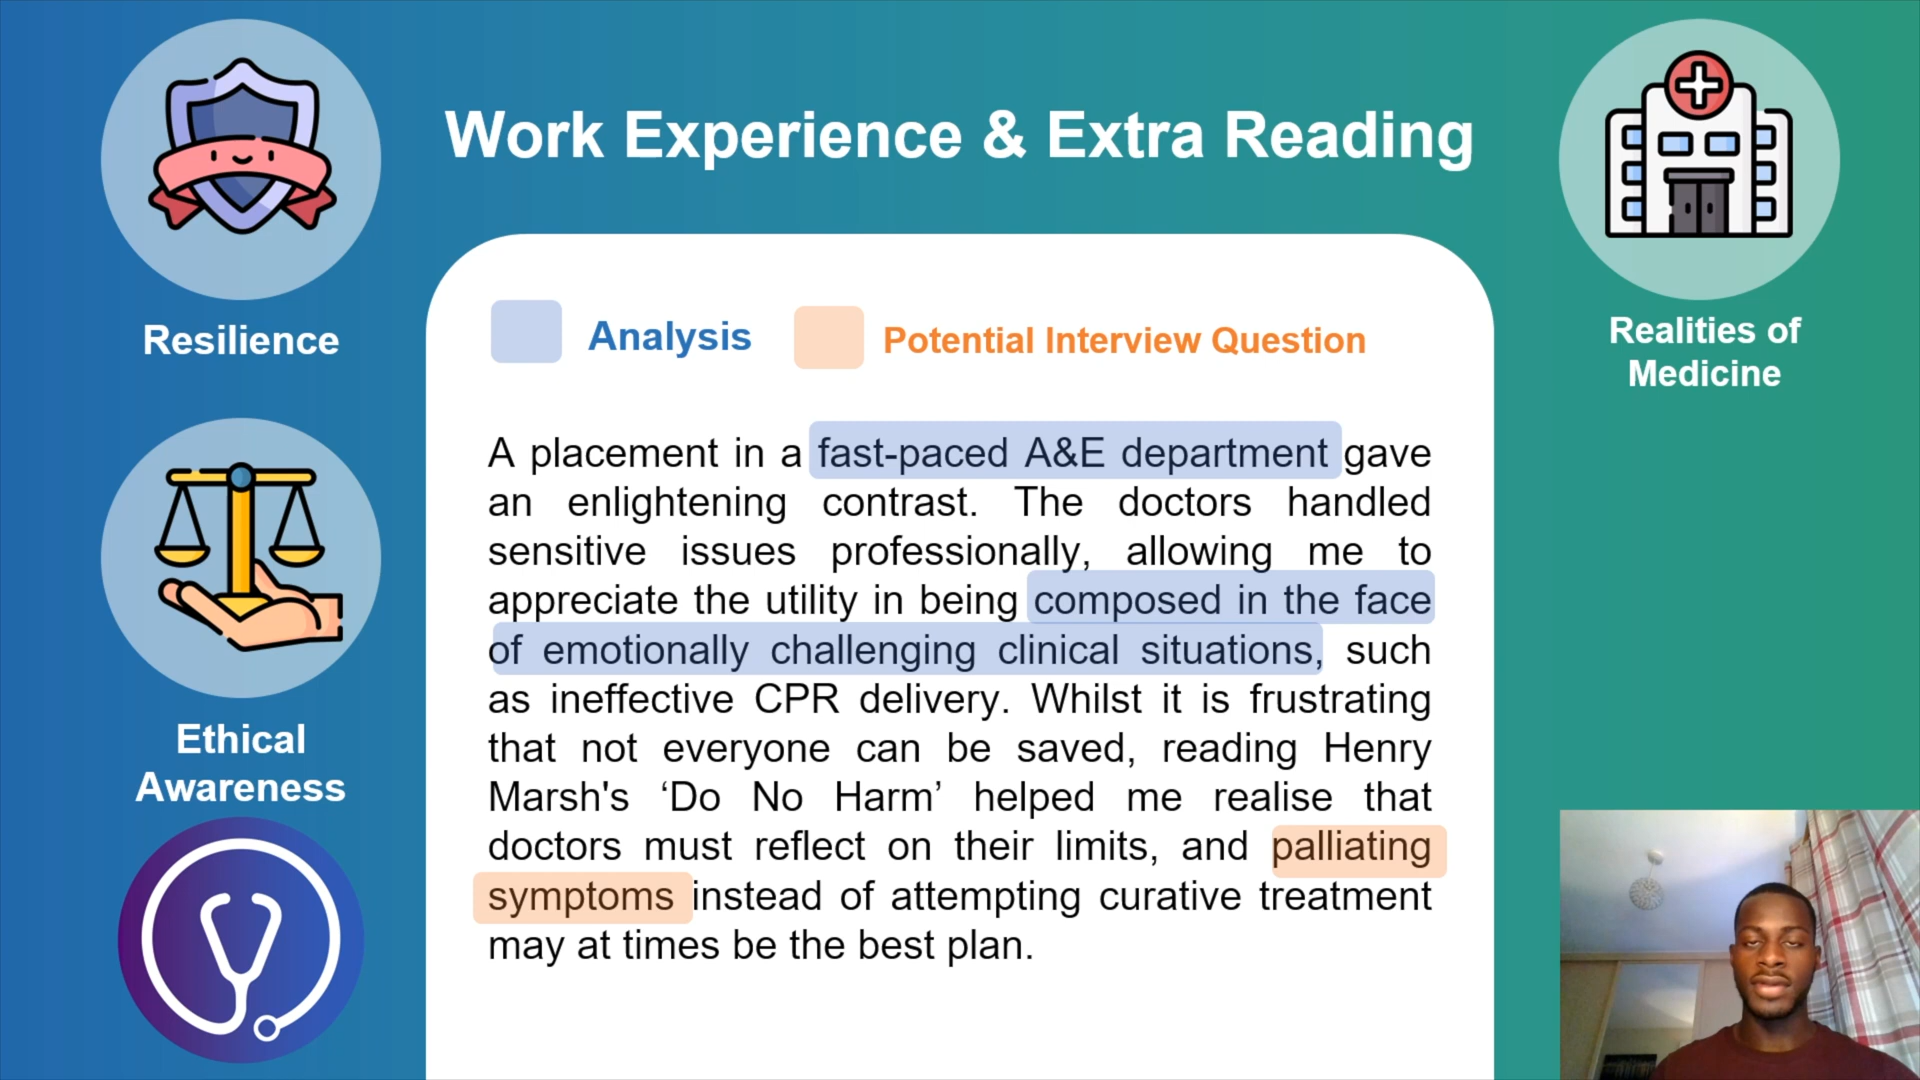 Work Experience & Extra Reading
Resilience
Ethical
Awareness
Realities of
Medicine
Analysis
Potential Interview Question
A placement in a fast-paced A&E department gave
an enlightening contrast. The doctors handled
sensitive issues professionally, allowing me to
appreciate the utility in being composed in the face
of emotionally challenging clinical situations, such
as ineffective CPR delivery. Whilst it is frustrating
that not everyone can be saved, reading Henry
Marsh's ‘Do No Harm’ helped me realise that
doctors must reflect on their limits, and palliating
symptoms instead of attempting curative treatment
may at times be the best plan.